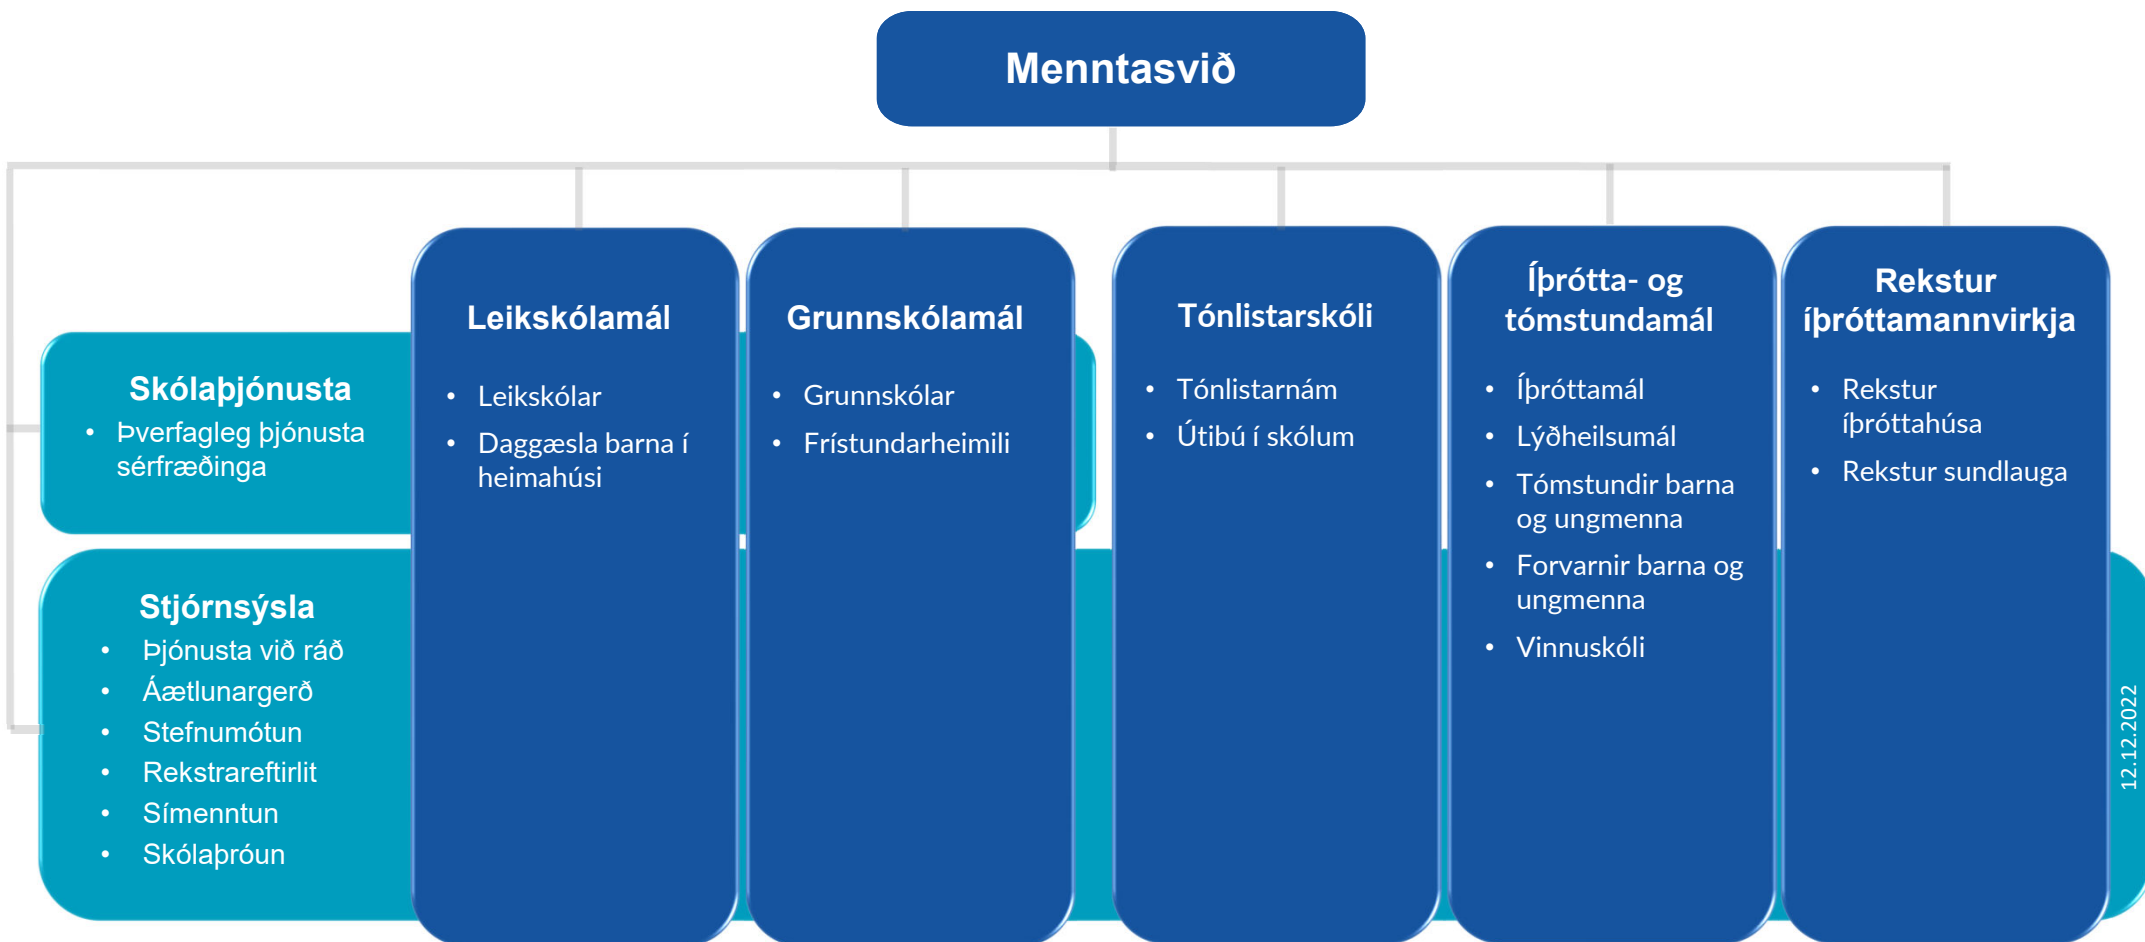 Menntasvið
Skólaþjónusta
• Þverfagleg þjónusta
sérfræðinga
Stjórnsýsla
• Þjónusta við ráð
• Áætlunargerð
• Stefnumótun
• Rekstrareftirlit
• Símenntun
• Skólaþróun
Leikskólamál
• Leikskólar
• Daggæsla barna í
heimahúsi
Grunnskólamál
• Grunnskólar
• Frístundarheimili
Tónlistarskóli
• Tónlistarnám
• Útibú í skólum
Íþrótta- og
tómstundamál
• Íþróttamál
• Lýðheilsumál
• Tómstundir barna
og ungmenna
• Forvarnir barna og
ungmenna
• Vinnuskóli
Rekstur
íþróttamannvirkja
• Rekstur
íþróttahúsa
• Rekstur sundlauga
12.12.2022